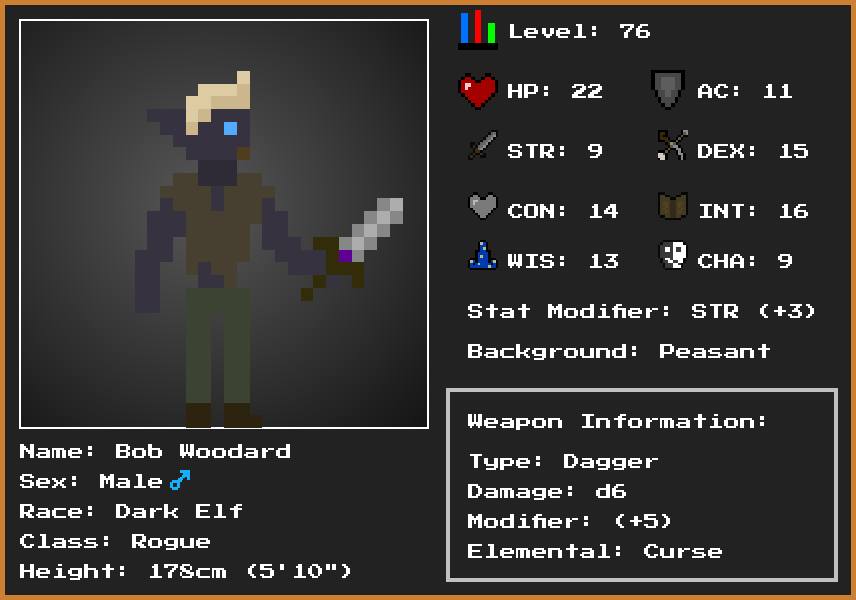 Level: 76
HP: 22 AC: 11
STR: 9 DEX: 15
CON: 14 INT: 16
WIS: 13 CHA: 9
Stat Modifier: STR (+3)
Background: Peasant
Weapon Information:
Type: Dagger
Damage: d6
Modifier: (+5)
Elemental: Curse
Name: Bob Woodard
Sex: Male ♂
Race: Dark Elf
Class: Rogue
Height: 178cm (5'10")